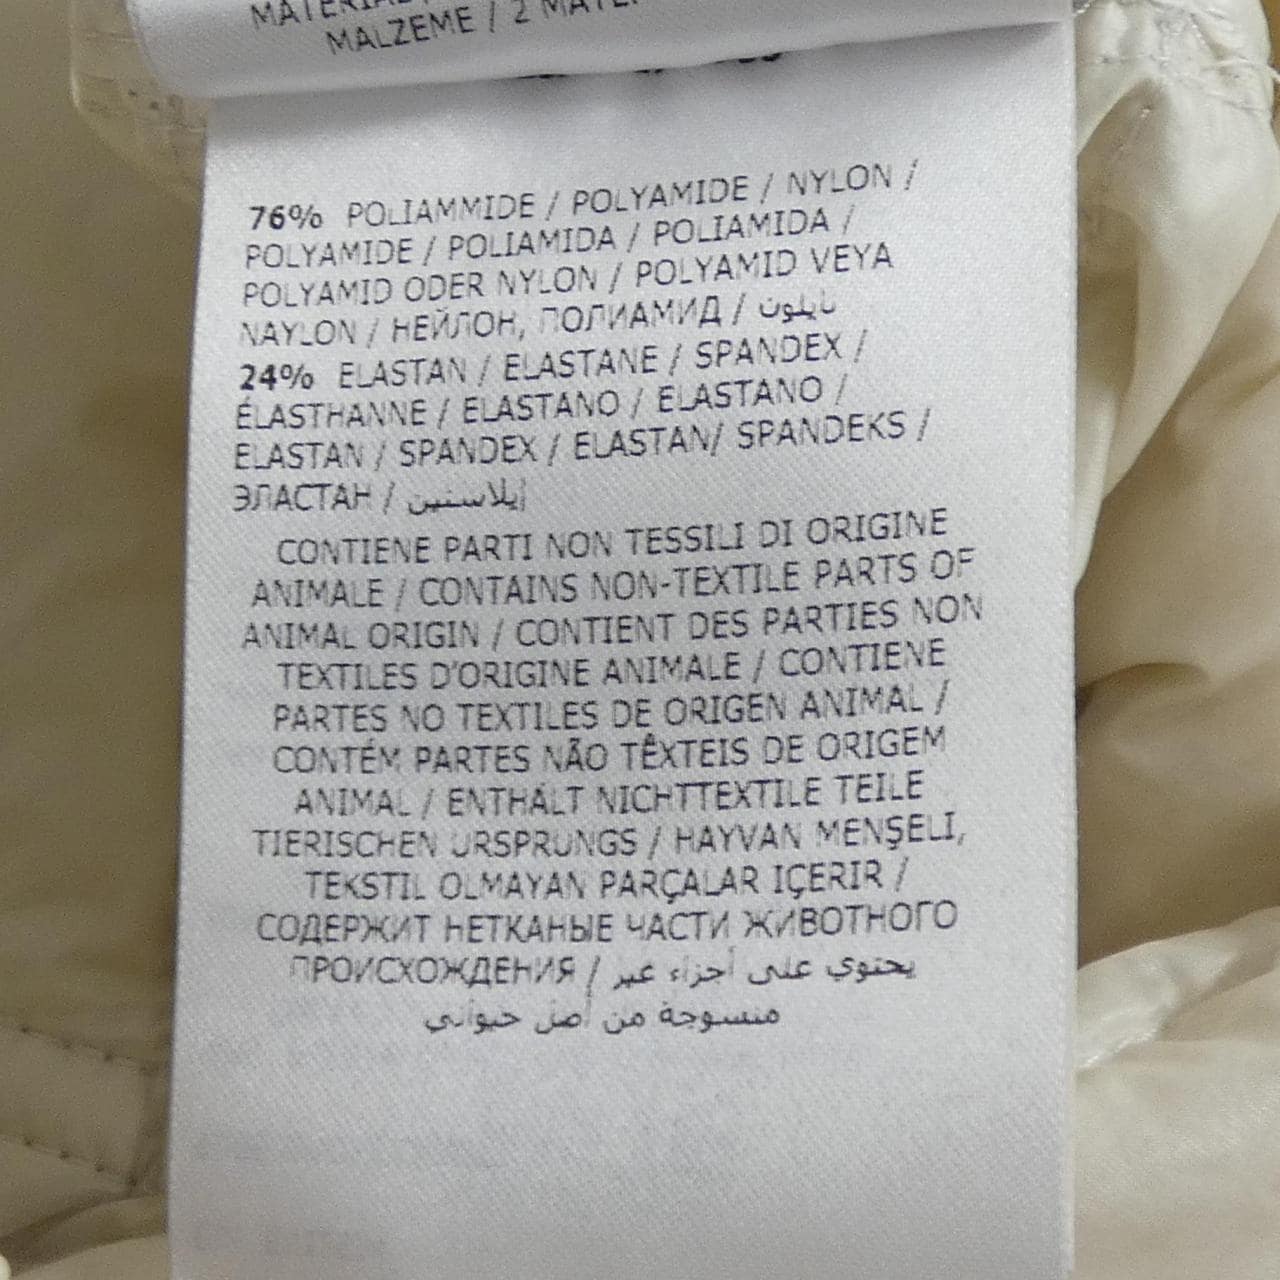 MALZEME / 2
76% POLIAMMIDE / POLYAMIDE / NYLON /
POLYAMIDE / POLIAMIDA / POLIAMIDA /
POLYAMID ODER NYLON / POLYAMID VEYA
NAYLON / НЕЙЛОН, ПОЛИАМИД / نايلون
24% ELASTAN / ELASTANE / SPANDEX /
ÉLASTHANNE / ELASTANO / ELASTANO /
ELASTAN / SPANDEX / ELASTAN/ SPANDEKS /
ЭЛАСТАН / إيلاستين
CONTIENE PARTI NON TESSILI DI ORIGINE
ANIMALE / CONTAINS NON-TEXTILE PARTS OF
ANIMAL ORIGIN / CONTIENT DES PARTIES NON
TEXTILES D'ORIGINE ANIMALE / CONTIENE
PARTES NO TEXTILES DE ORIGEN ANIMAL /
CONTÉM PARTES NÃO TÊXTEIS DE ORIGEM
ANIMAL / ENTHÄLT NICHTTEXTILE TEILE
TIERISCHEN URSPRUNGS / HAYVAN MENŞELİ,
TEKSTIL OLMAYAN PARÇALAR IÇERIR /
СОДЕРЖИТ НЕТКАНЫЕ ЧАСТИ ЖИВОТНОГО
ПРОИСХОЖДЕНИЯ / يحتوي على أجزاء غير
منسوجة من أصل حيواني